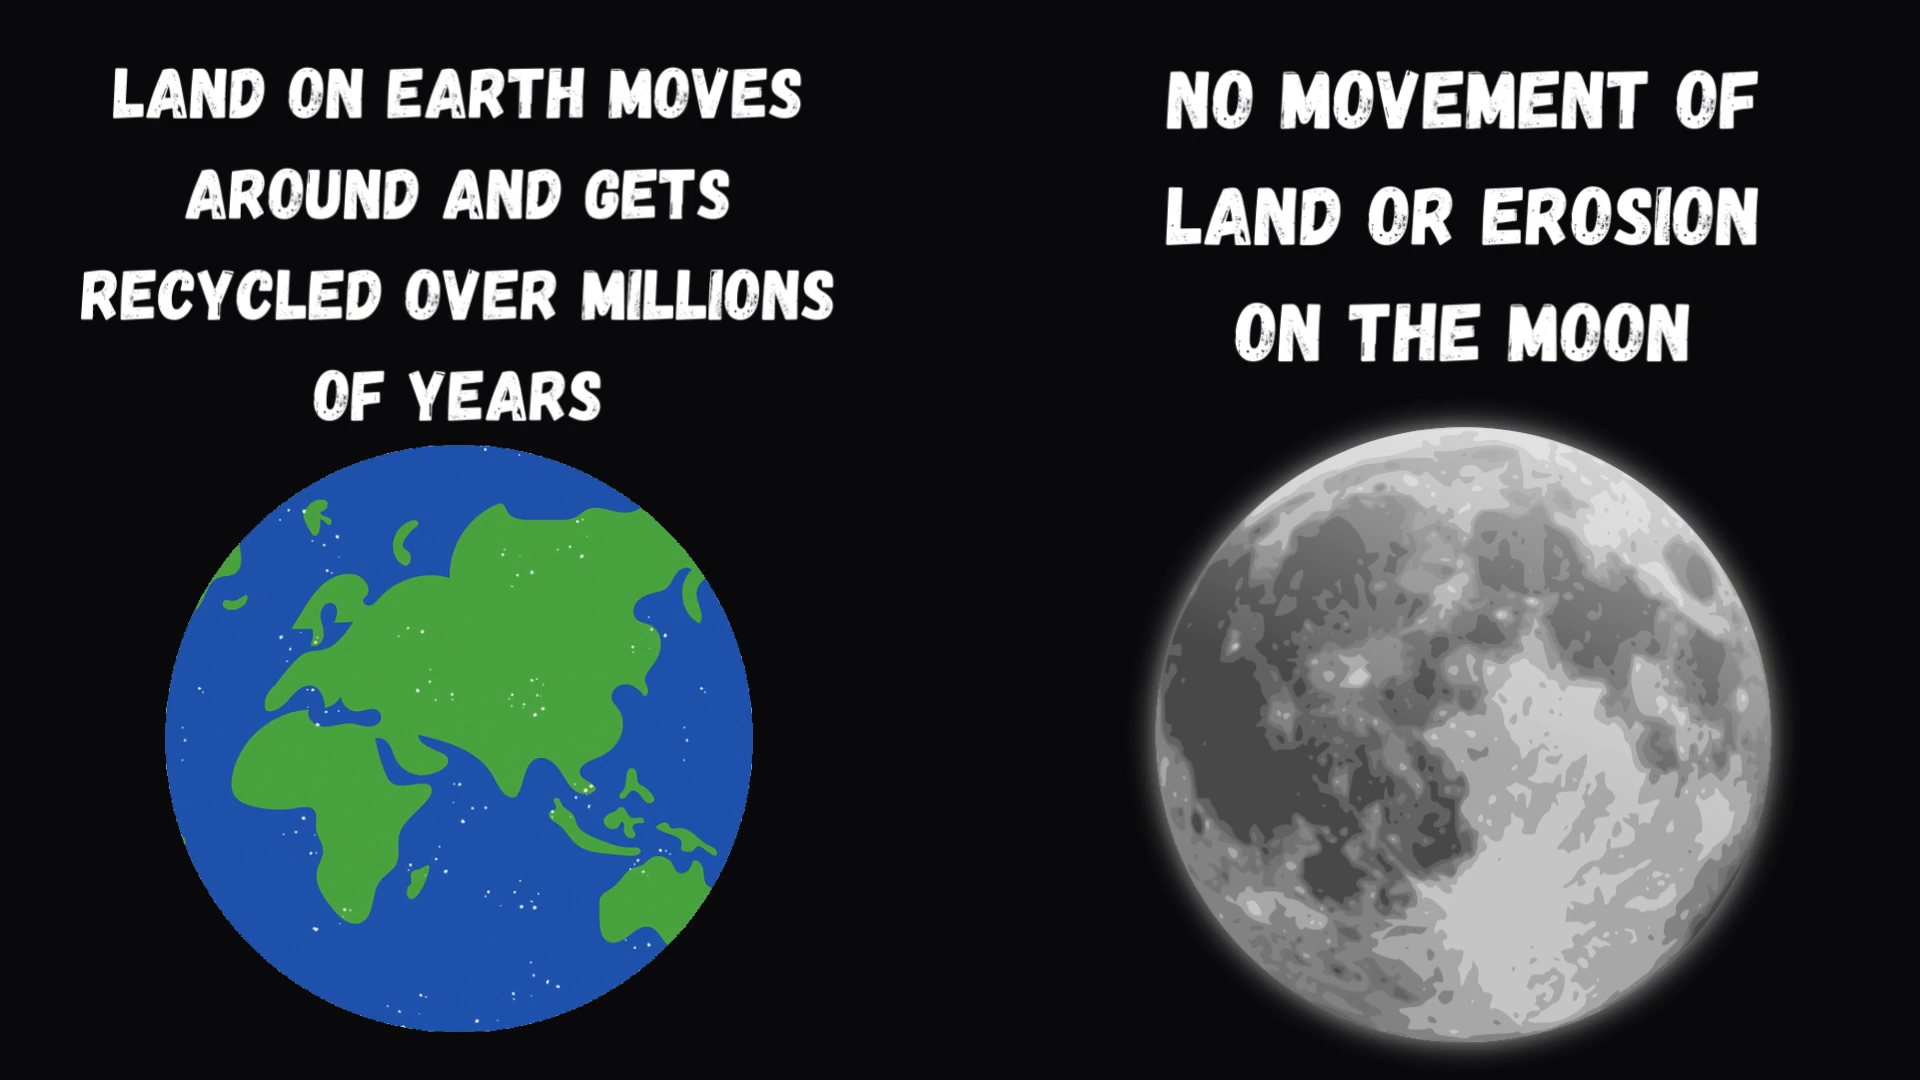 LAND ON EARTH MOVES
AROUND AND GETS
RECYCLED OVER MILLIONS
OF YEARS
NO MOVEMENT OF
LAND OR EROSION
ON THE MOON